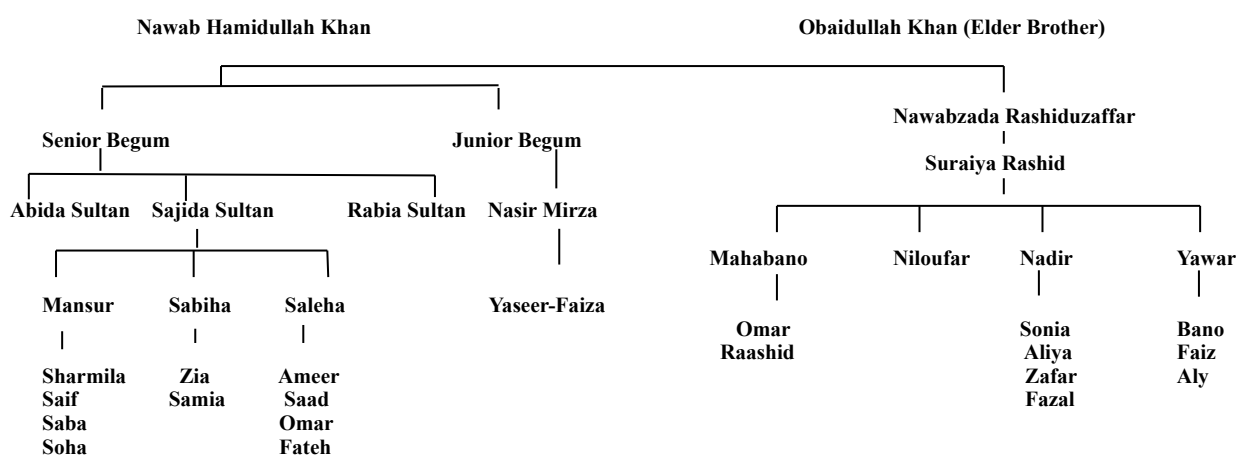 Nawab Hamidullah Khan Obaidullah Khan (Elder Brother)
Nawabzada Rashiduzaffar
Senior Begum Junior Begum
Suraiya Rashid
Abida Sultan Sajida Sultan Rabia Sultan Nasir Mirza
Mahabano Niloufar Nadir Yawar
Mansur Sabiha Saleha Yaseer-Faiza
Omar Sonia Bano
Raashid Aliya Faiz
Sharmila Zia Ameer Zafar Aly
Saif Samia Saad Fazal
Saba Omar
Soha Fateh